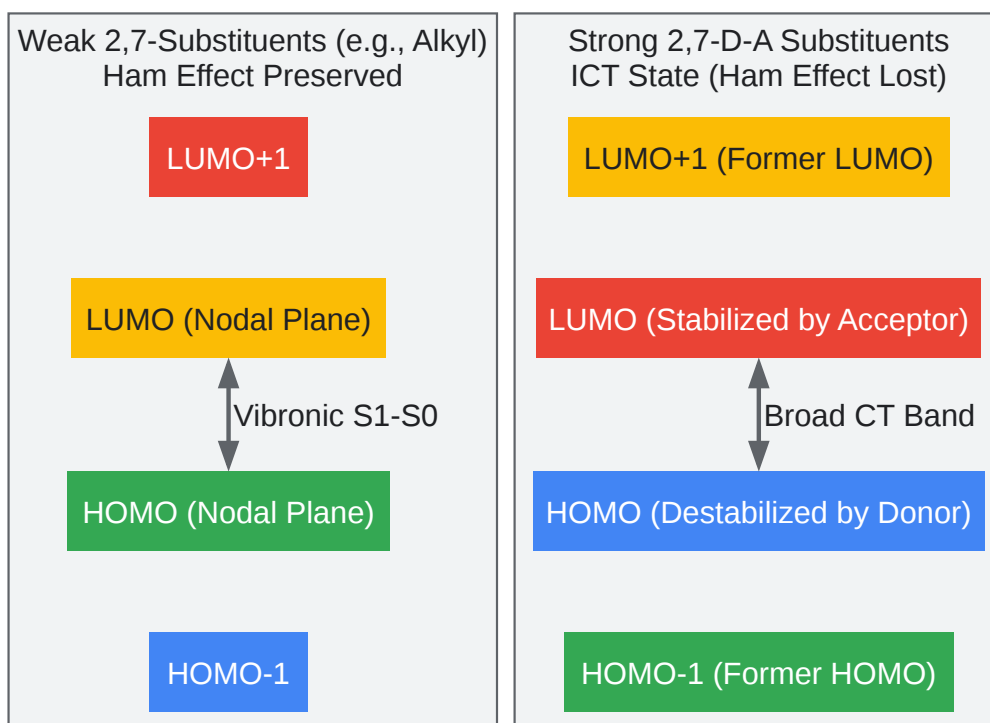 Weak 2,7-Substituents (e.g., Alkyl)
Ham Effect Preserved
LUMO+1
LUMO (Nodal Plane)
Vibronic S1-S0
HOMO (Nodal Plane)
HOMO-1
Strong 2,7-D-A Substituents
ICT State (Ham Effect Lost)
LUMO+1 (Former LUMO)
LUMO (Stabilized by Acceptor)
Broad CT Band
HOMO (Destabilized by Donor)
HOMO-1 (Former HOMO)